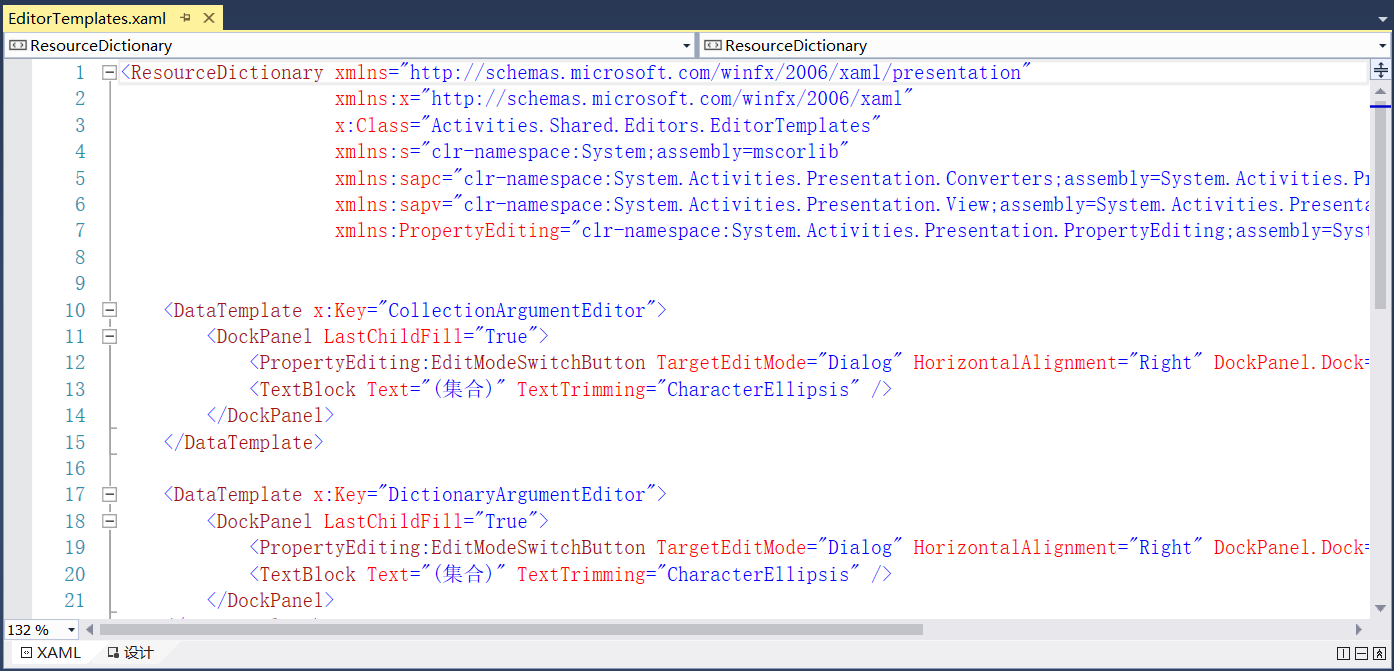 EditorTemplates.xaml
ResourceDictionary ResourceDictionary
1 <ResourceDictionary xmlns="http://schemas.microsoft.com/winfx/2006/xaml/presentation"
2 xmlns:x="http://schemas.microsoft.com/winfx/2006/xaml"
3 x:Class="Activities.Shared.Editors.EditorTemplates"
4 xmlns:s="clr-namespace:System;assembly=mscorlib"
5 xmlns:sapc="clr-namespace:System.Activities.Presentation.Converters;assembly=System.Activities.Pr
6 xmlns:sapv="clr-namespace:System.Activities.Presentation.View;assembly=System.Activities.Presenta
7 xmlns:PropertyEditing="clr-namespace:System.Activities.Presentation.PropertyEditing;assembly=Syst
8
9
10 <DataTemplate x:Key="CollectionArgumentEditor">
11 <DockPanel LastChildFill="True">
12 <PropertyEditing:EditModeSwitchButton TargetEditMode="Dialog" HorizontalAlignment="Right" DockPanel.Dock=
13 <TextBlock Text="(集合)" TextTrimming="CharacterEllipsis" />
14 </DockPanel>
15 </DataTemplate>
16
17 <DataTemplate x:Key="DictionaryArgumentEditor">
18 <DockPanel LastChildFill="True">
19 <PropertyEditing:EditModeSwitchButton TargetEditMode="Dialog" HorizontalAlignment="Right" DockPanel.Dock=
20 <TextBlock Text="(集合)" TextTrimming="CharacterEllipsis" />
21 </DockPanel>
132 %
XAML 设计